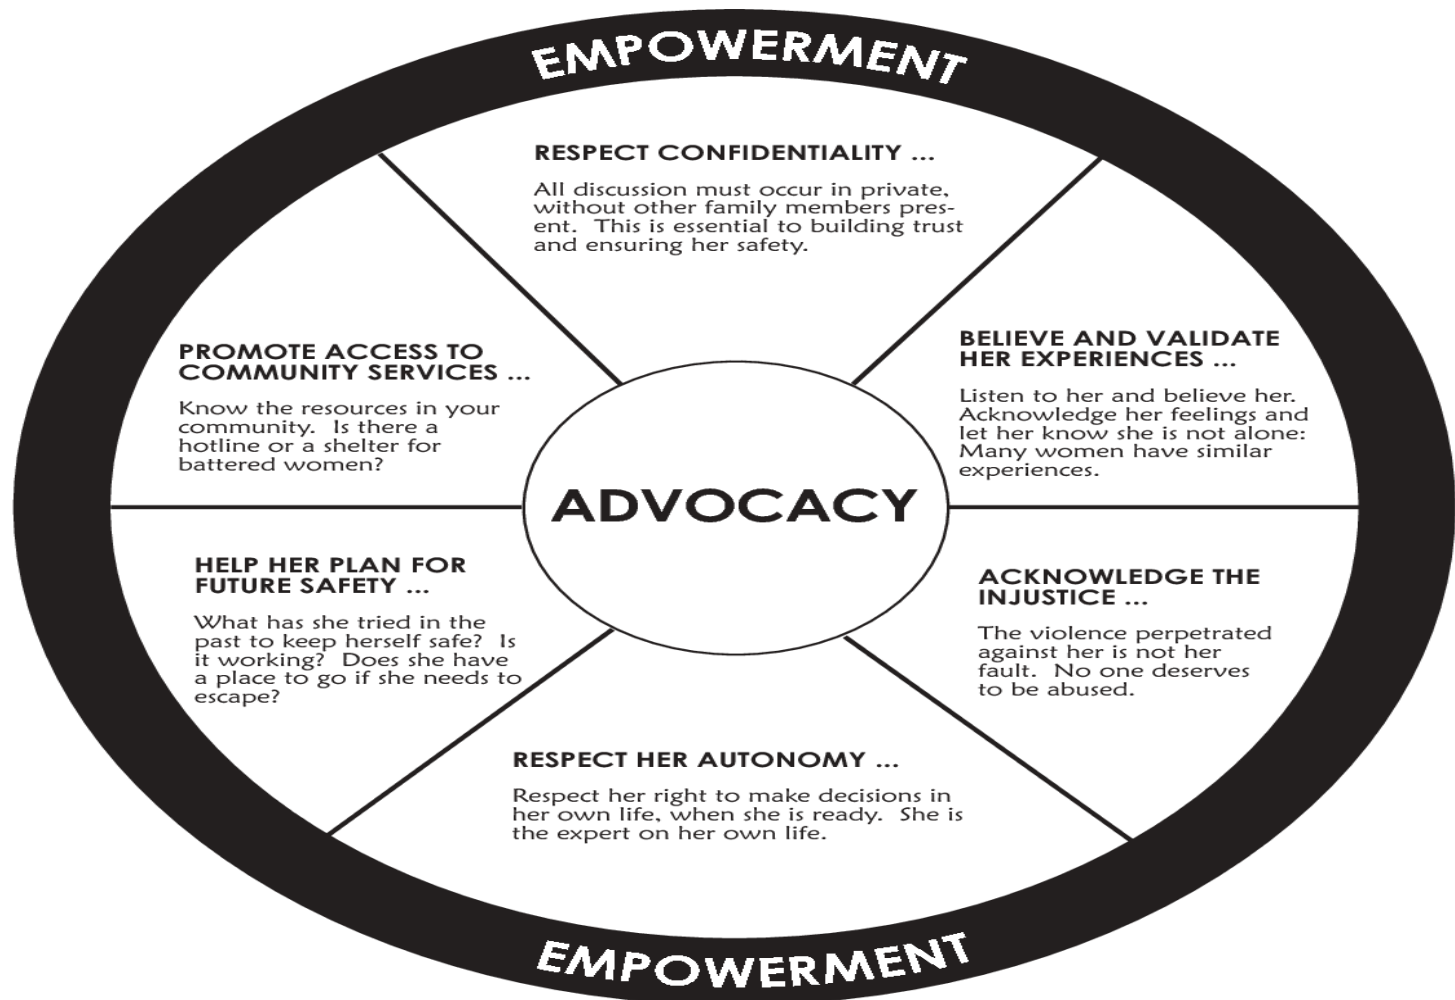 EMPOWERMENT
RESPECT CONFIDENTIALITY ...
All discussion must occur in private,
without other family members pres-
ent.  This is essential to building trust
and ensuring her safety.
BELIEVE AND VALIDATE
HER EXPERIENCES ...
Listen to her and believe her.
Acknowledge her feelings and
let her know she is not alone:
Many women have similar
experiences.
ACKNOWLEDGE THE
INJUSTICE ...
The violence perpetrated
against her is not her
fault.  No one deserves
to be abused.
RESPECT HER AUTONOMY ...
Respect her right to make decisions in
her own life, when she is ready.  She is
the expert on her own life.
HELP HER PLAN FOR
FUTURE SAFETY ...
What has she tried in the
past to keep herself safe?  Is
it working?  Does she have
a place to go if she needs to
escape?
PROMOTE ACCESS TO
COMMUNITY SERVICES ...
Know the resources in your
community.  Is there a
hotline or a shelter for
battered women?
ADVOCACY
EMPOWERMENT